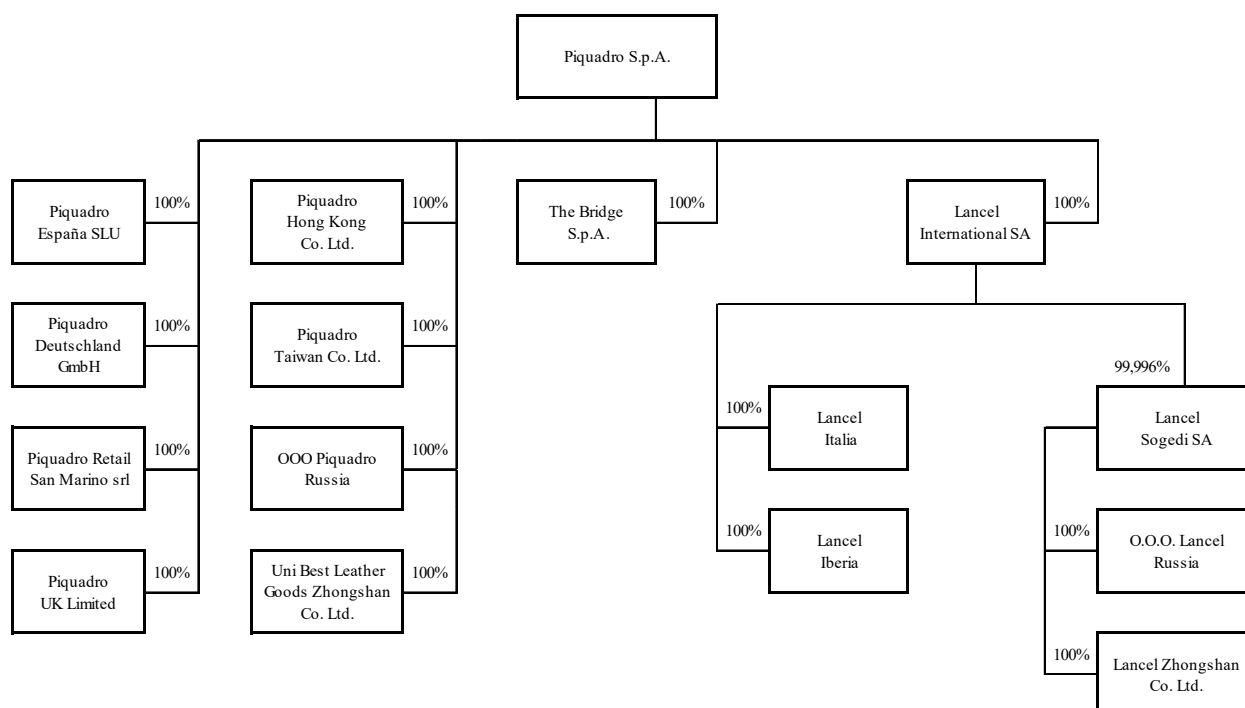 Piquadro S.p.A.
Piquadro
España SLU
100%
Piquadro
Hong Kong
Co. Ltd.
100%
The Bridge
S.p.A.
100%
Lancel
International SA
100%
Piquadro
Deutschland
GmbH
100%
Piquadro
Taiwan Co. Ltd.
100%
99,996%
100%
Lancel
Italia
Lancel
Sogedi SA
Piquadro Retail
San Marino srl
100%
OOO Piquadro
Russia
100%
100%
Lancel
Iberia
100%
O.O.O. Lancel
Russia
Piquadro
UK Limited
100%
Uni Best Leather
Goods Zhongshan
Co. Ltd.
100%
100%
Lancel Zhongshan
Co. Ltd.